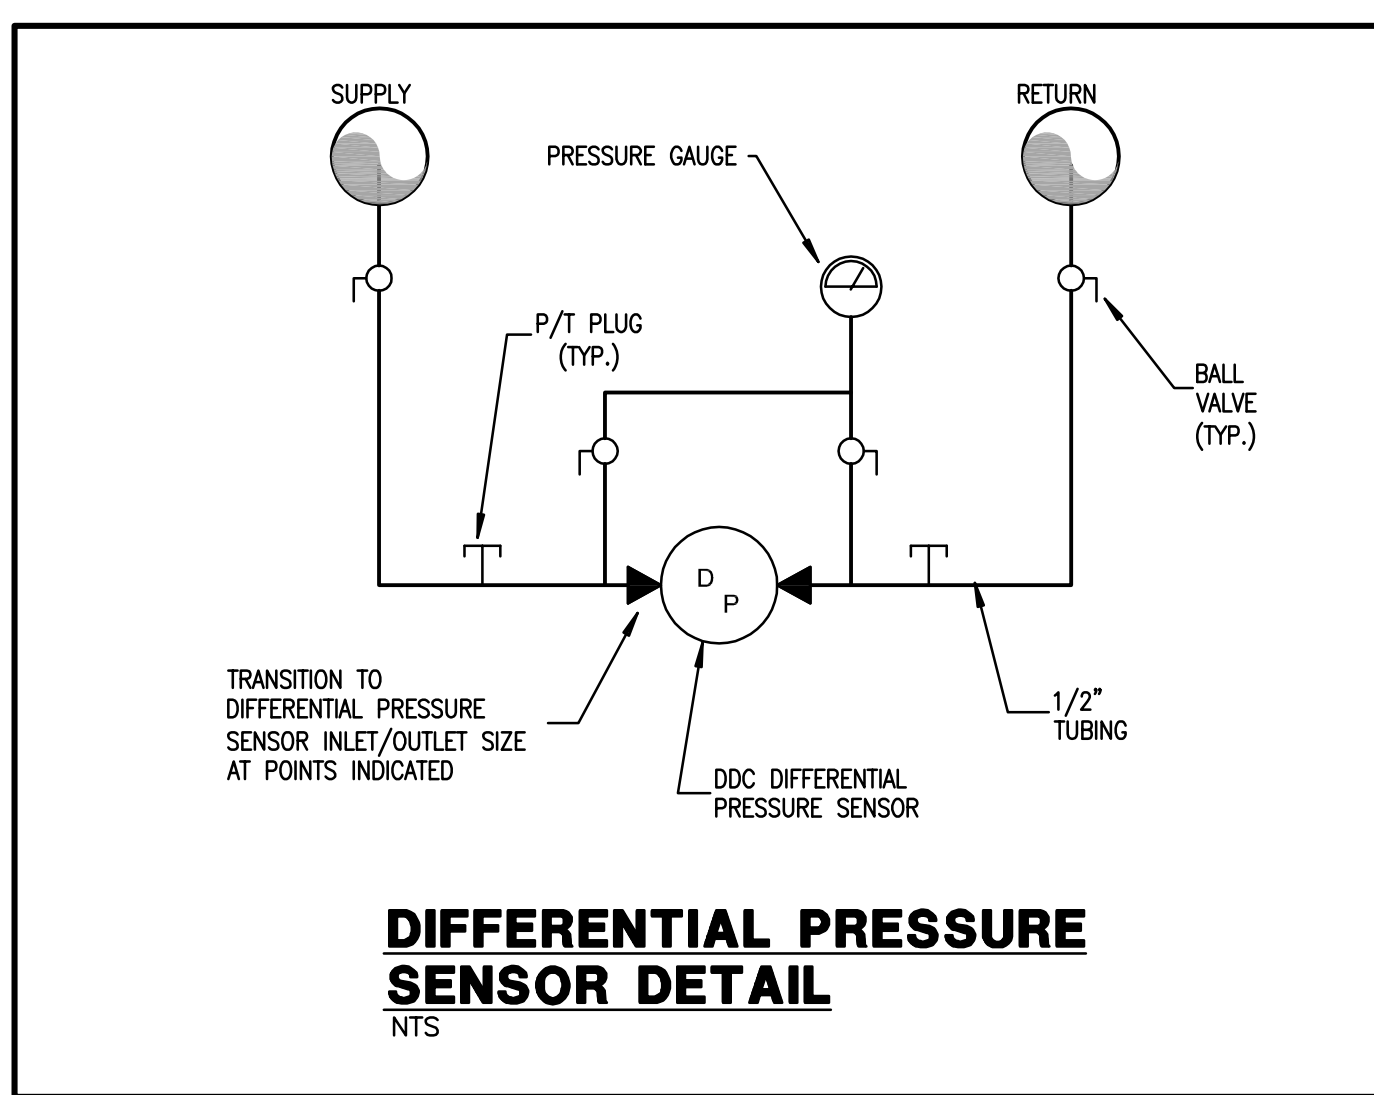 SUPPLY
RETURN
PRESSURE GAUGE
P/T PLUG
(TYP.)
BALL
VALVE
(TYP.)
D
P
TRANSITION TO
DIFFERENTIAL PRESSURE
SENSOR INLET/OUTLET SIZE
AT POINTS INDICATED
1/2"
TUBING
DDC DIFFERENTIAL
PRESSURE SENSOR
DIFFERENTIAL PRESSURE
SENSOR DETAIL
NTS